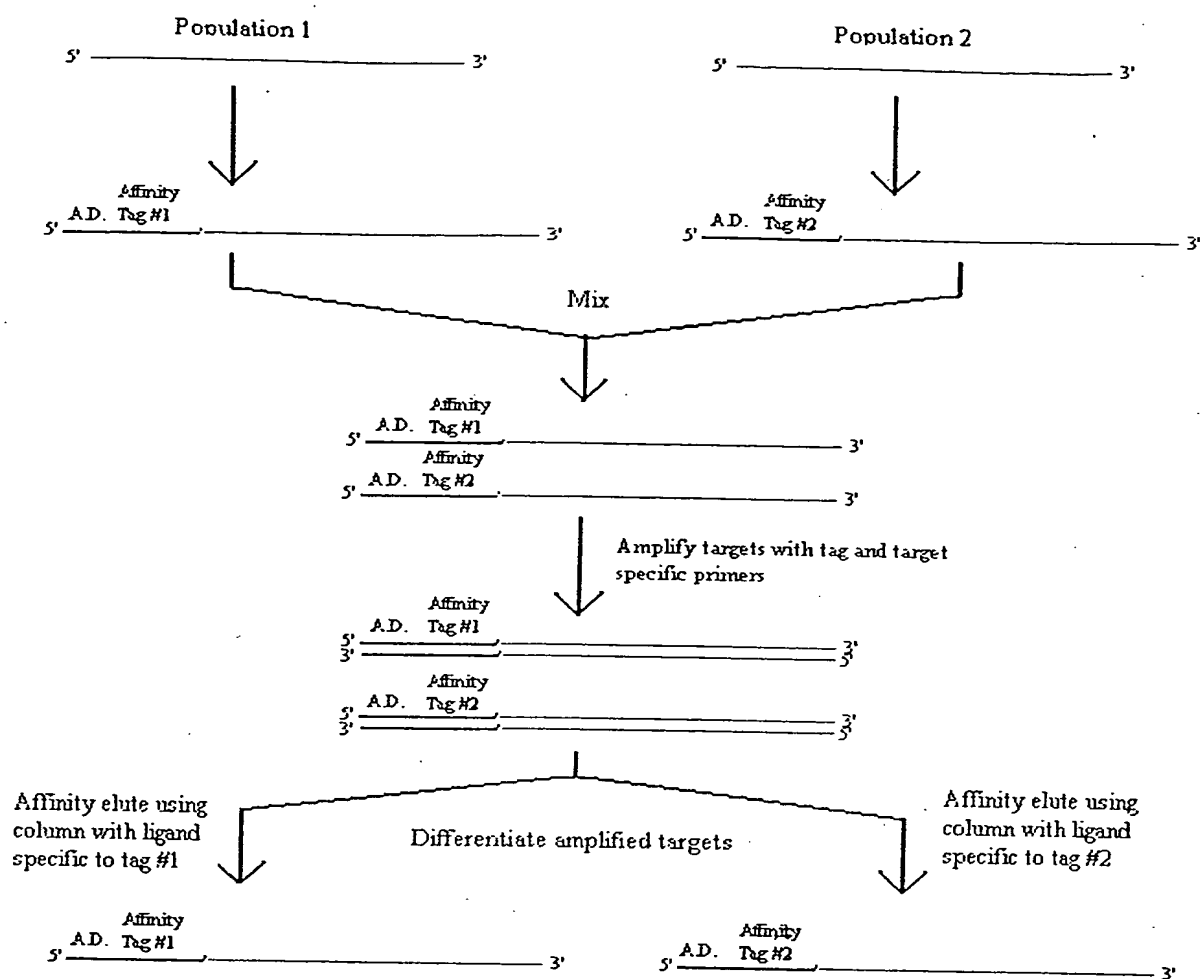 Population 1
Population 2
5' 3'
5' 3'
Affinity
A.D. Tag #1
5' 3'
Affinity
A.D. Tag #2
5' 3'
Mix
Affinity
A.D. Tag #1
5' 3'
Affinity
A.D. Tag #2
5' 3'
Amplify targets with tag and target
specific primers
Affinity
A.D. Tag #1
5' 3'
3' 5'
Affinity
A.D. Tag #2
5' 3'
3' 5'
Affinity elute using
column with ligand
specific to tag #1
Differentiate amplified targets
Affinity elute using
column with ligand
specific to tag #2
Affinity
A.D. Tag #1
5' 3'
Affinity
A.D. Tag #2
5' 3'